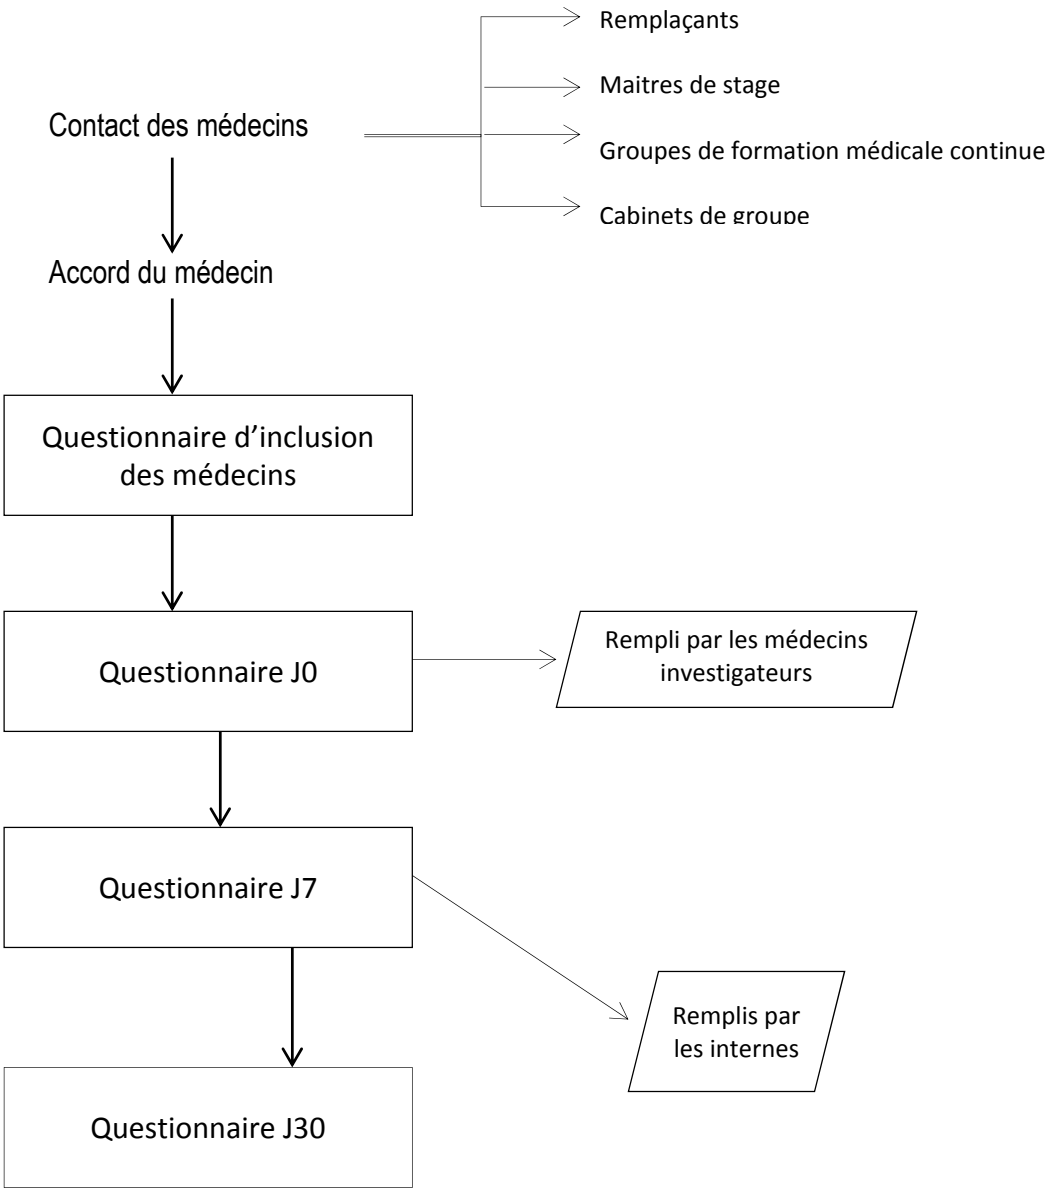 Remplaçants
Maitres de stage
Contact des médecins
Groupes de formation médicale continue
Cabinets de groupe
Accord du médecin
Questionnaire d’inclusion
des médecins
Questionnaire J0
Rempli par les médecins
investigateurs
Questionnaire J7
Remplis par
les internes
Questionnaire J30